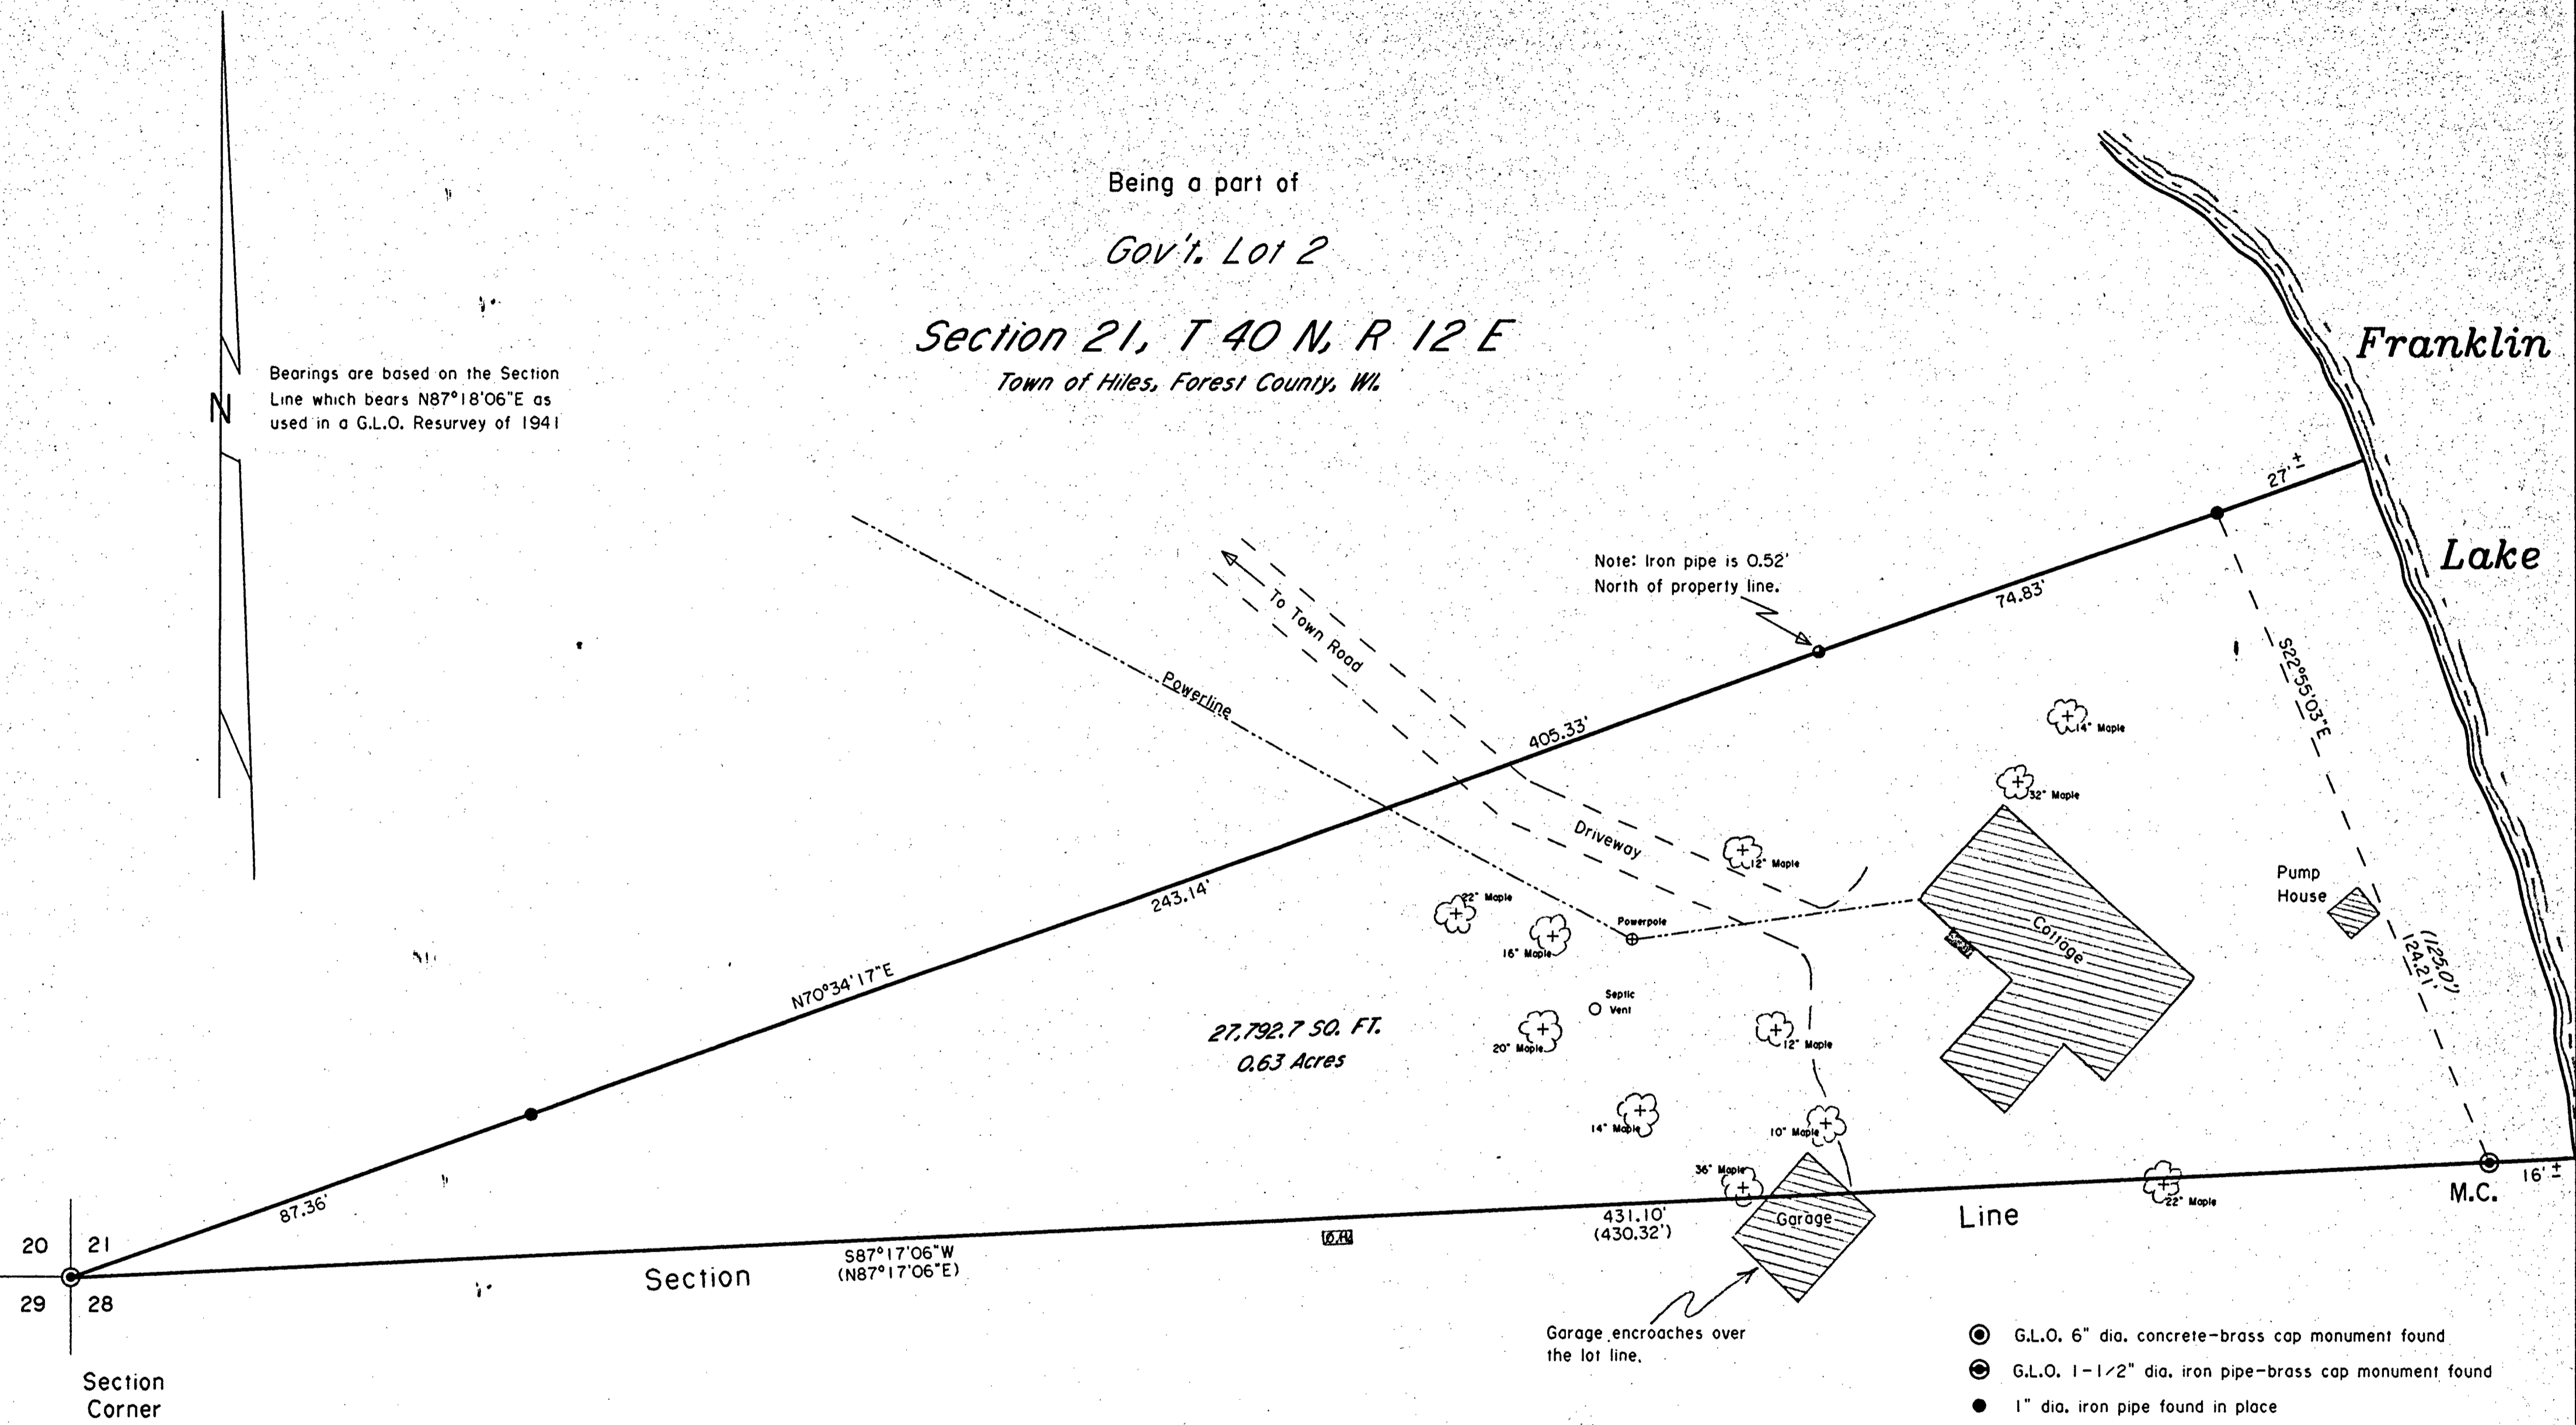 Being a part of
Gov't. Lot 2
Section 21, T 40 N, R 12 E
Town of Hiles, Forest County, WI.
N
Bearings are based on the Section
Line which bears N87°18'06"E as
used in a G.L.O. Resurvey of 1941
Franklin
Lake
27'±
Note: Iron pipe is 0.52'
North of property line.
74.83'
To Town Road
Powerline
405.33'
S22°55'03"E
14" Maple
32" Maple
Driveway
12" Maple
Pump
House
243.14'
22" Maple
16" Maple
Powerpole
Cottage
(125.0')
124.21'
N70°34'17"E
Septic
Vent
27,792.7 SQ. FT.
0.63 Acres
20" Maple
12" Maple
14" Maple
10" Maple
36" Maple
22" Maple
M.C.
16'±
87.36'
431.10'
(430.32')
Garage
Line
20
21
S87°17'06"W
(N87°17'06"E)
Section
29
28
Garage encroaches over
the lot line.
Section
Corner
G.L.O. 6" dia. concrete-brass cap monument found
G.L.O. 1-1/2" dia. iron pipe-brass cap monument found
1" dia. iron pipe found in place